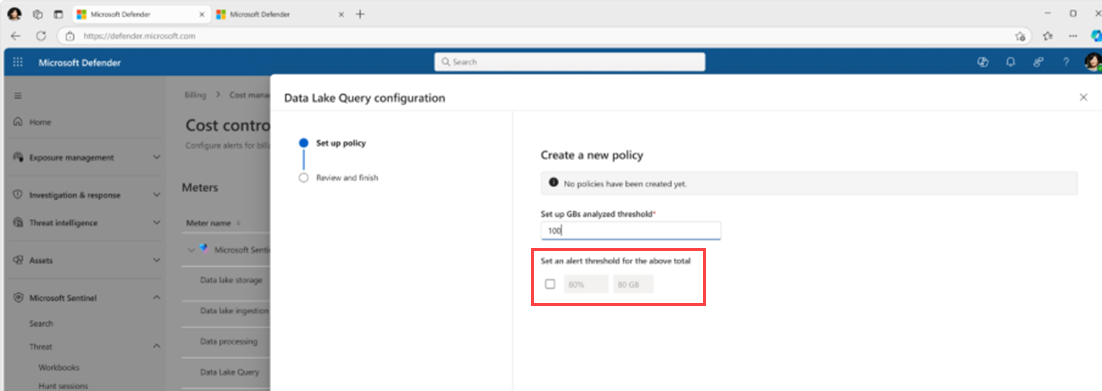 Microsoft Defender
Microsoft Defender
https://defender.microsoft.com
Microsoft Defender
Search
Home
Exposure management
Investigation & response
Threat intelligence
Assets
Microsoft Sentinel
Search
Threat
Workbooks
Hunt sessions
Billing > Cost mana
Cost contro
Configure alerts for billa
Meters
Meter name
Microsoft Senti
Data lake storage
Data lake ingestion
Data processing
Data Lake Query
Data Lake Query configuration
Set up policy
Review and finish
Create a new policy
No policies have been created yet.
Set up GBs analyzed threshold*
100
Set an alert threshold for the above total
80% 80 GB